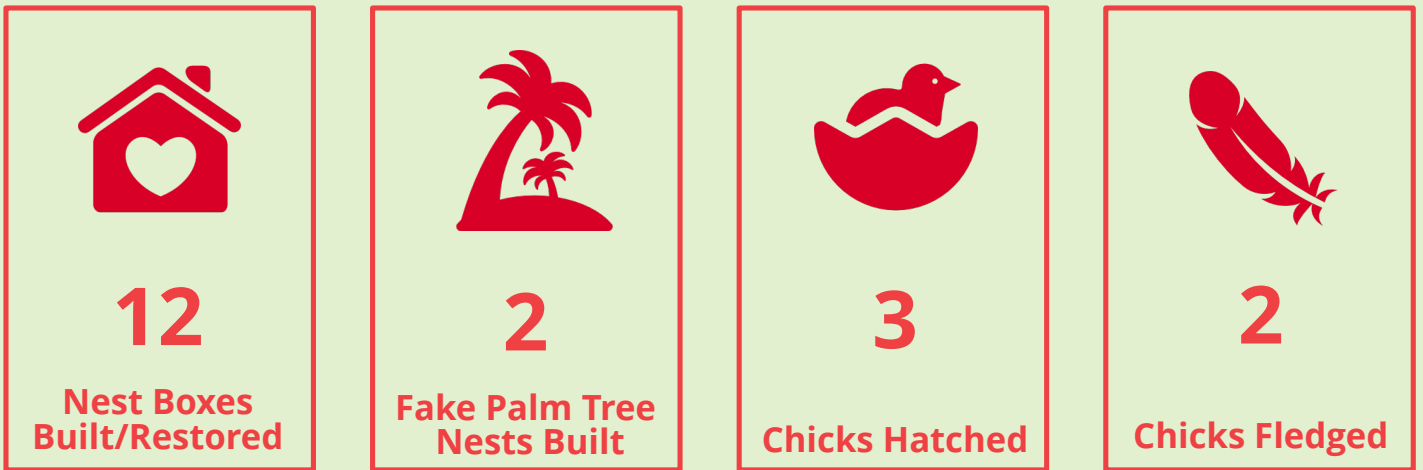 12
Nest Boxes
Built/Restored
2
Fake Palm Tree
Nests Built
3
Chicks Hatched
2
Chicks Fledged